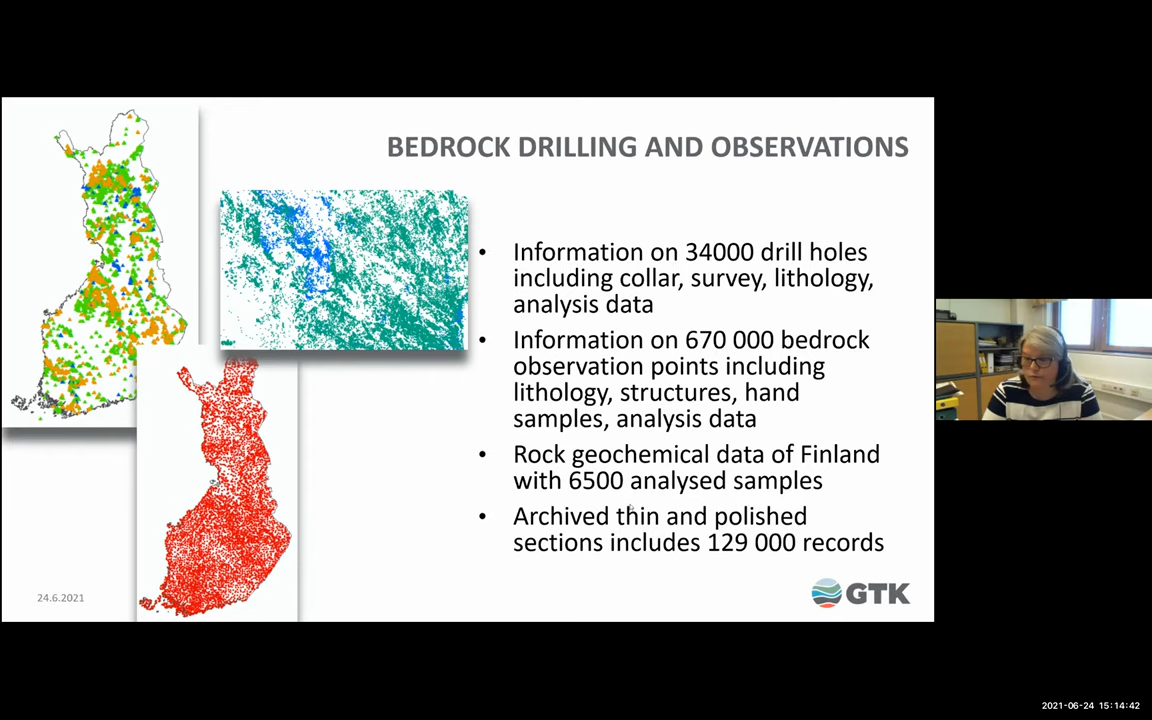 BEDROCK DRILLING AND OBSERVATIONS
• Information on 34000 drill holes
including collar, survey, lithology,
analysis data
• Information on 670 000 bedrock
observation points including
lithology, structures, hand
samples, analysis data
• Rock geochemical data of Finland
with 6500 analysed samples
• Archived thin and polished
sections includes 129 000 records
24.6.2021
GTK
2021-06-24 15:14:42